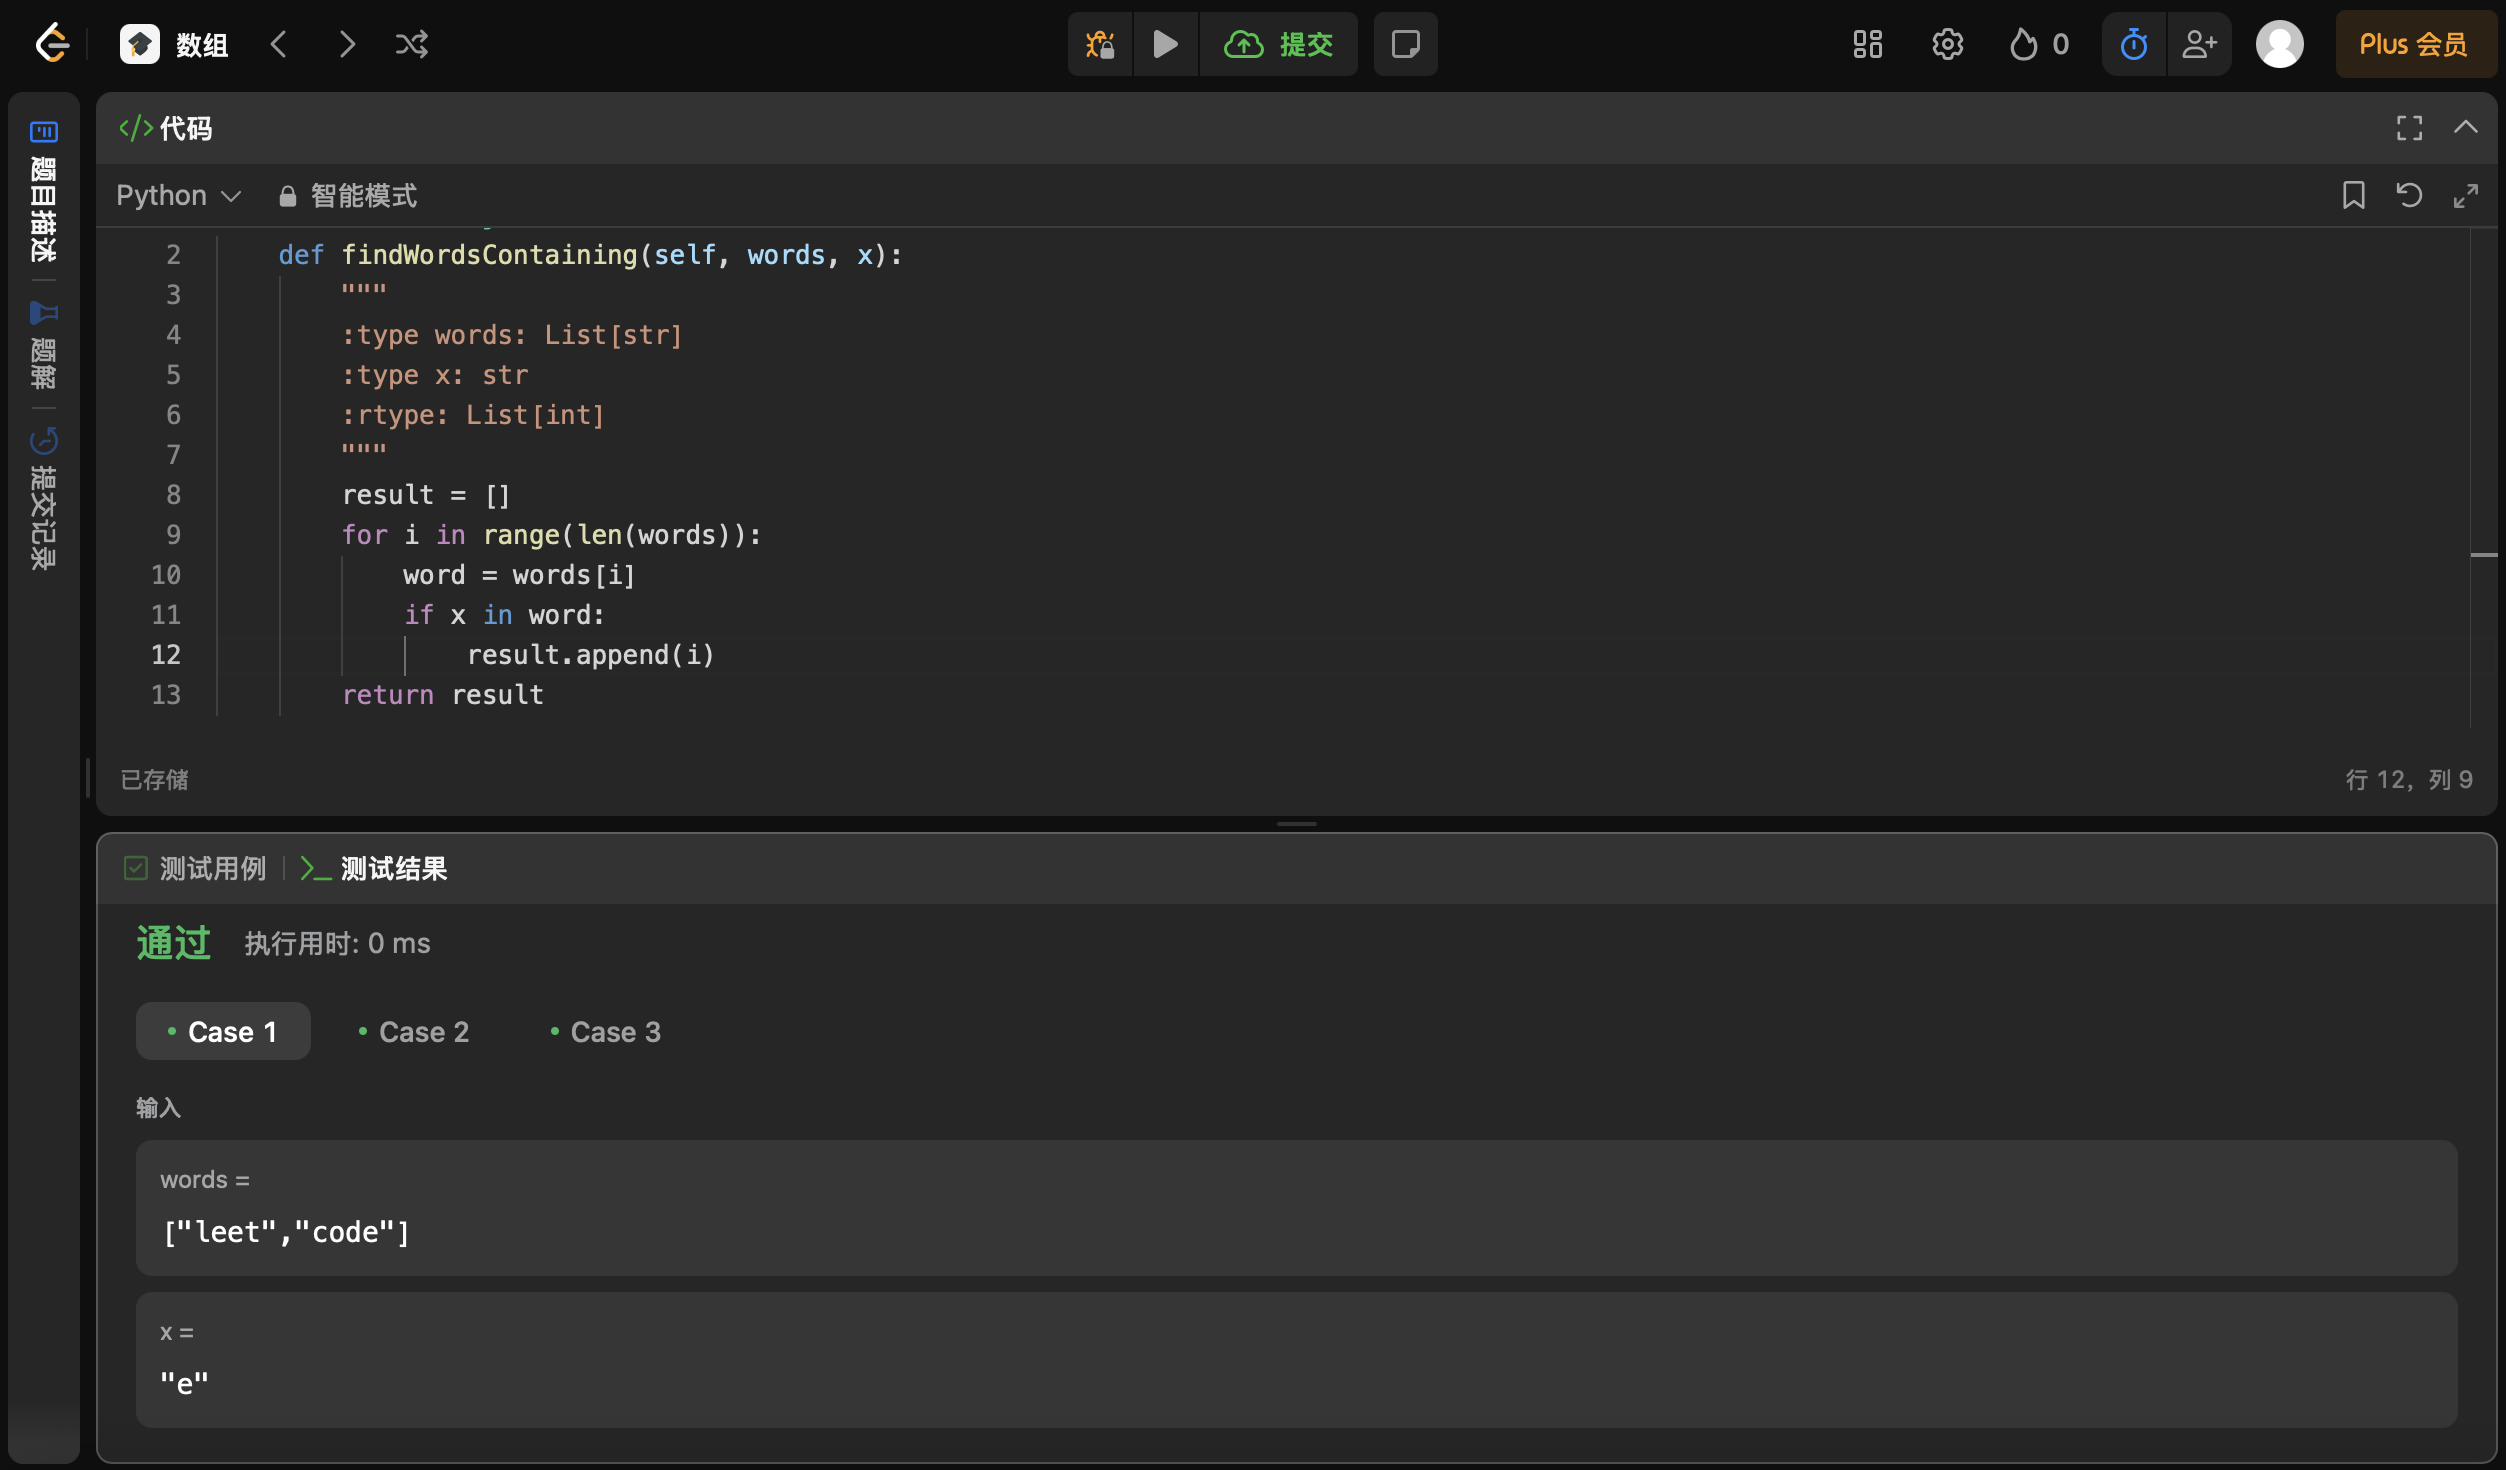 数组
提交
0
Plus 会员
题目描述
题解
提交记录
</> 代码
Python
智能模式
2 def findWordsContaining(self, words, x):
3 """
4 :type words: List[str]
5 :type x: str
6 :rtype: List[int]
7 """
8 result = []
9 for i in range(len(words)):
10 word = words[i]
11 if x in word:
12 result.append(i)
13 return result
已存储
行 12, 列 9
测试用例
测试结果
通过 执行用时: 0 ms
Case 1 Case 2 Case 3
输入
words =
["leet","code"]
x =
"e"